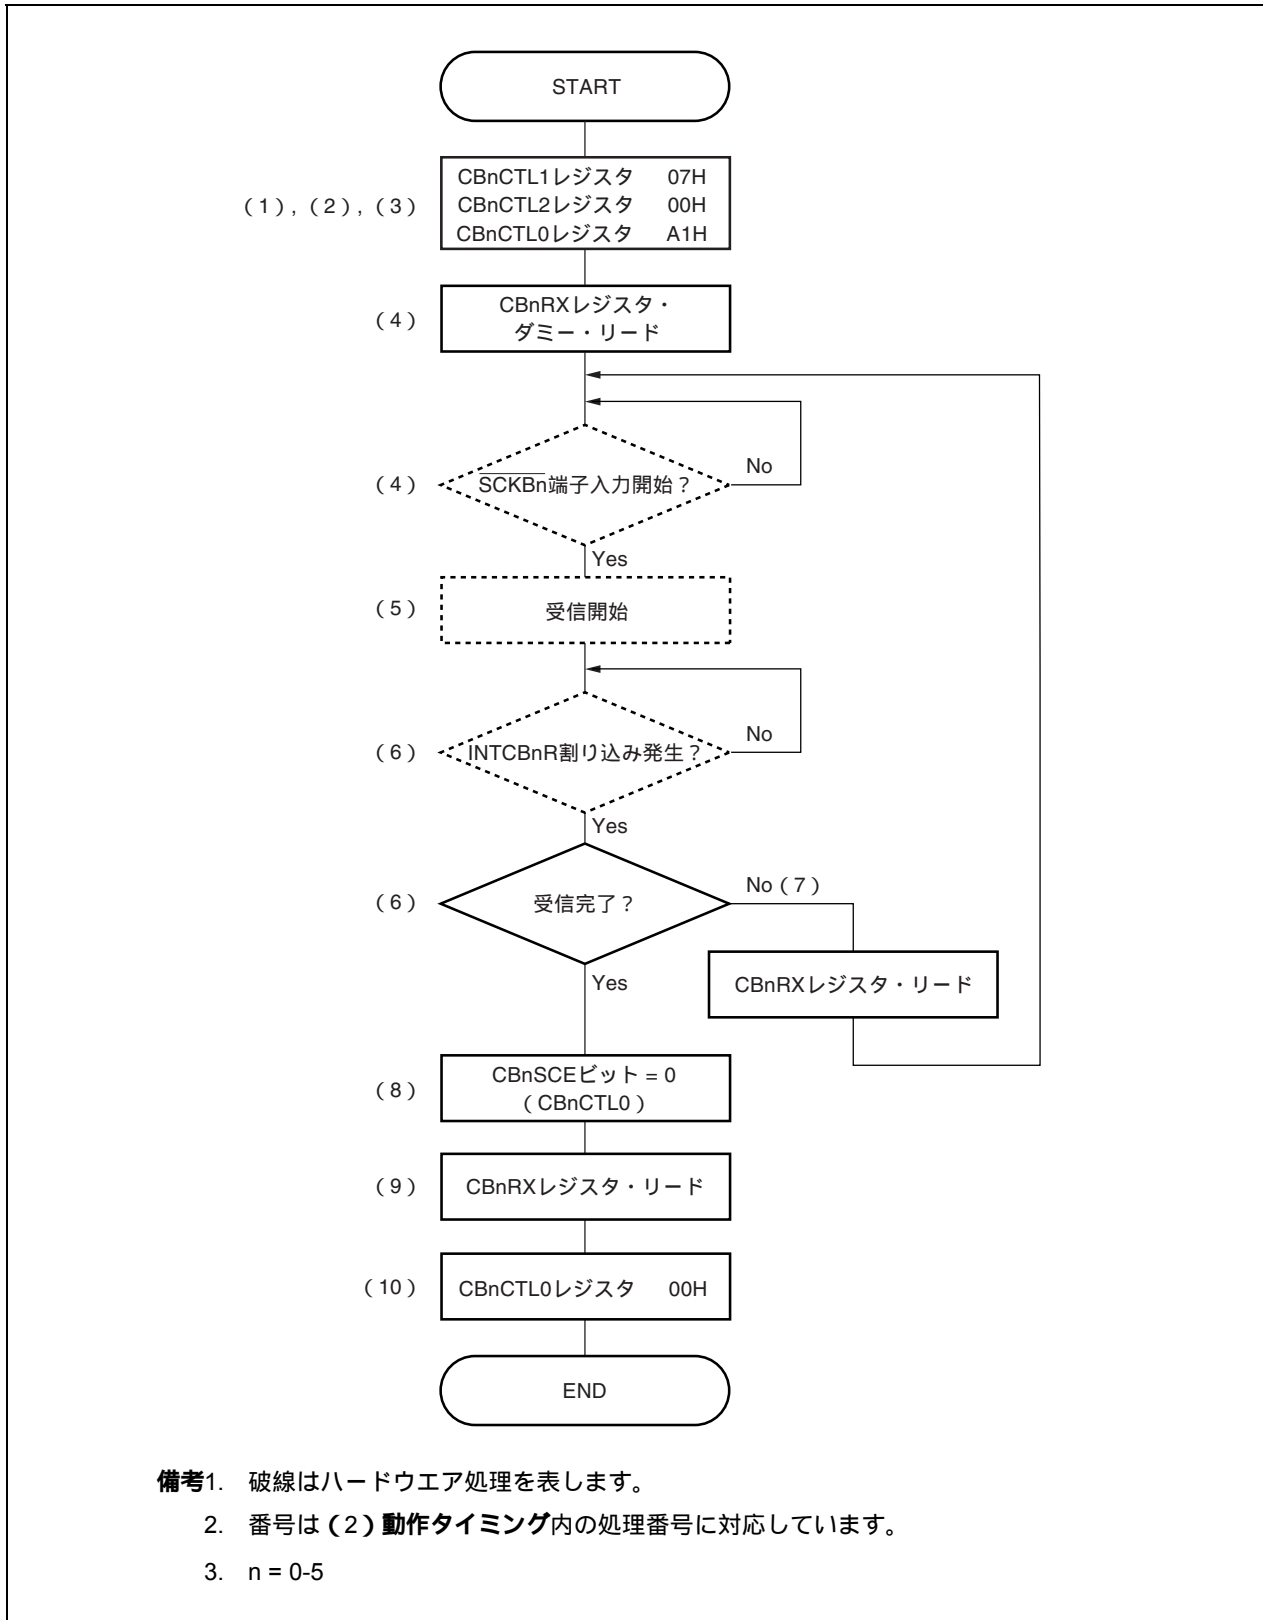 START
CBnCTL1レジスタ 07H
(1), (2), (3) CBnCTL2レジスタ 00H
CBnCTL0レジスタ A1H
CBnRXレジスタ・
(4)
ダミー・リード
No
(4) SCKBn端子入力開始?
Yes
(5) 受信開始
No
(6) INTCBnR割り込み発生?
Yes
No(7)
(6) 受信完了?
Yes
CBnRXレジスタ・リード
CBnSCEビット = 0
(8)
(CBnCTL0)
(9) CBnRXレジスタ・リード
(10) CBnCTL0レジスタ 00H
END
備考1. 破線はハードウエア処理を表します。
2. 番号は(2)動作タイミング内の処理番号に対応しています。
3. n = 0-5